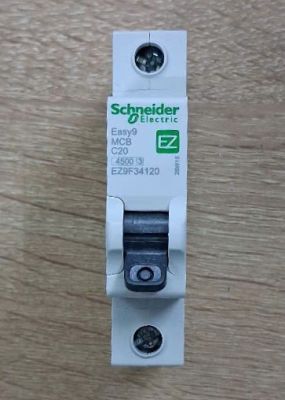 Schneider
Electric
Easy9
MCB
C20
4500 3
EZ9F34120
EZ
O